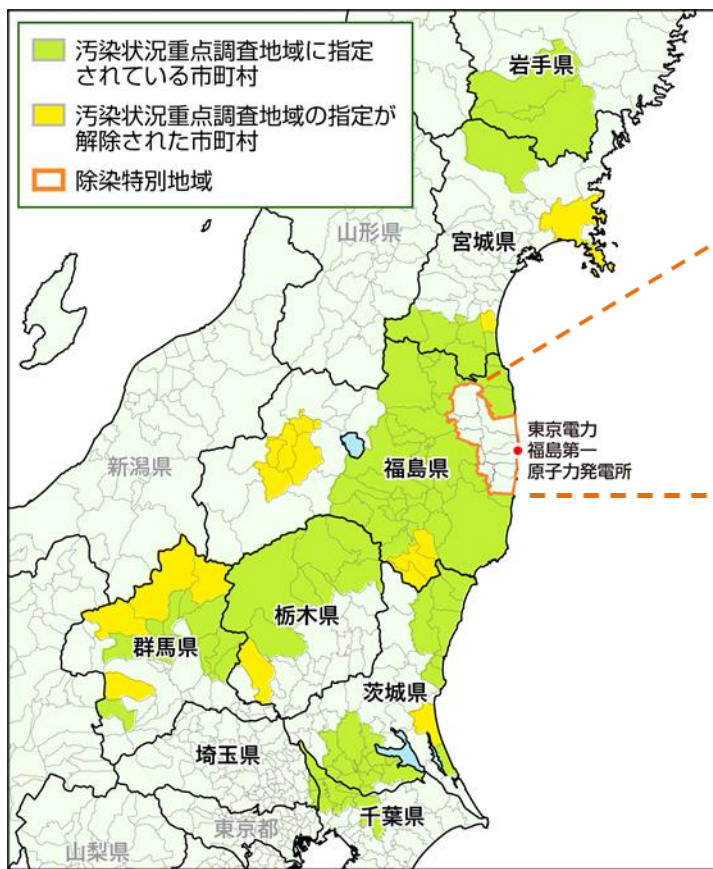 汚染状況重点調査地域に指定
されている市町村
汚染状況重点調査地域の指定が
解除された市町村
除染特別地域
岩手県
山形県
宮城県
東京電力
福島第一
原子力発電所
新潟県
福島県
栃木県
群馬県
茨城県
埼玉県
千葉県
東京都
山梨県